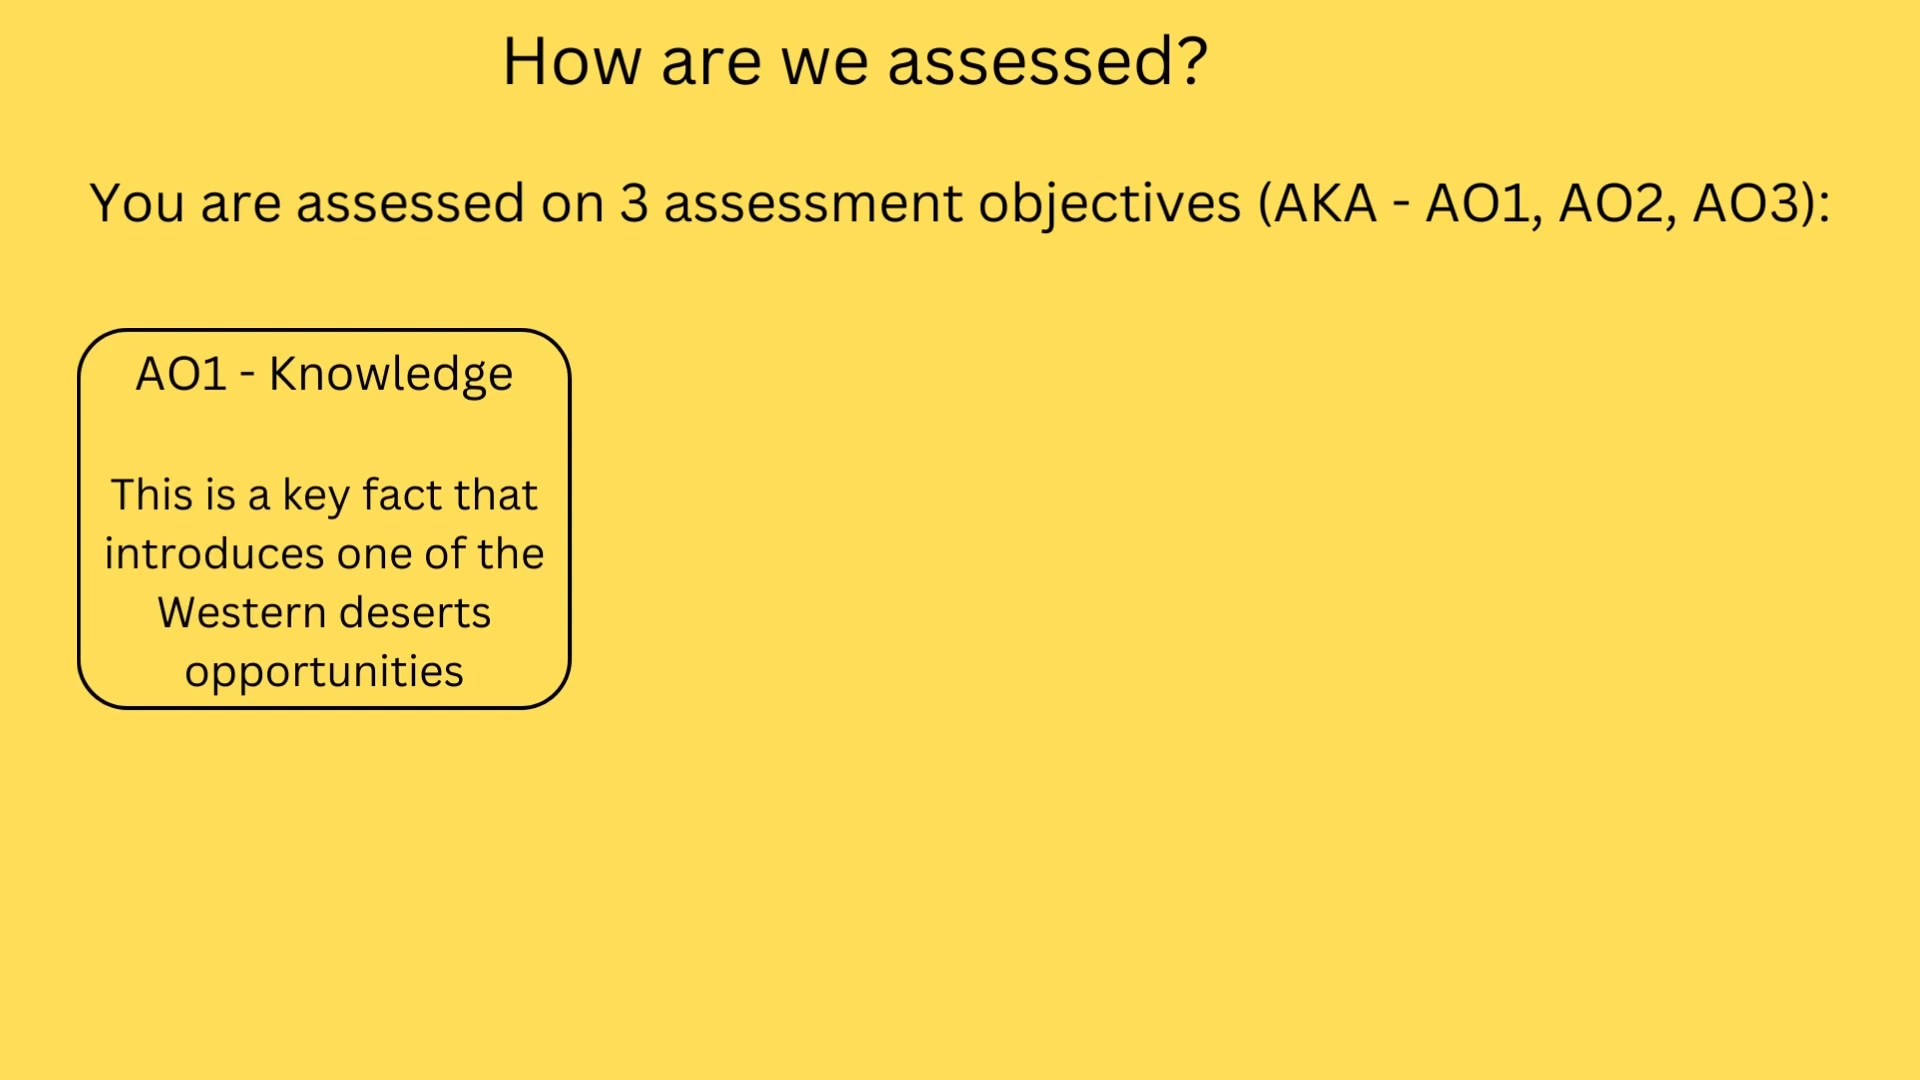 How are we assessed?
You are assessed on 3 assessment objectives (AKA - AO1, AO2, AO3):
AO1 - Knowledge
This is a key fact that
introduces one of the
Western deserts
opportunities